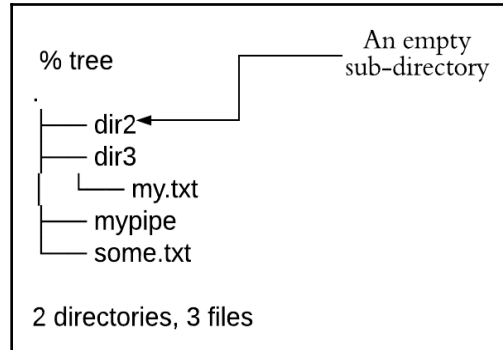 % tree
An empty
sub-directory
.
├── dir2
├── dir3
│   └── my.txt
├── mypipe
└── some.txt
2 directories, 3 files